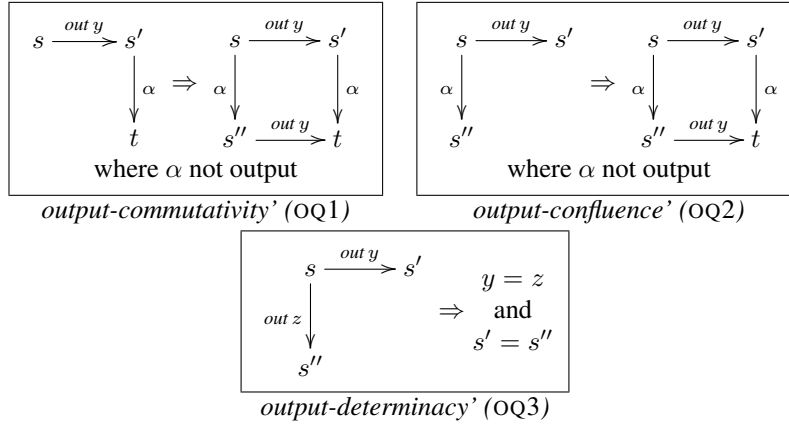 s out y s′ s out y s′
α ⇒ α α
t s″ out y t
where α not output
output-commutativity' (OQ1)
s out y s′ s out y s′
α ⇒ α α
s″ s″ out y t
where α not output
output-confluence' (OQ2)
s out y s′ y = z
out z ⇒ and
s″ s′ = s″
output-determinacy' (OQ3)